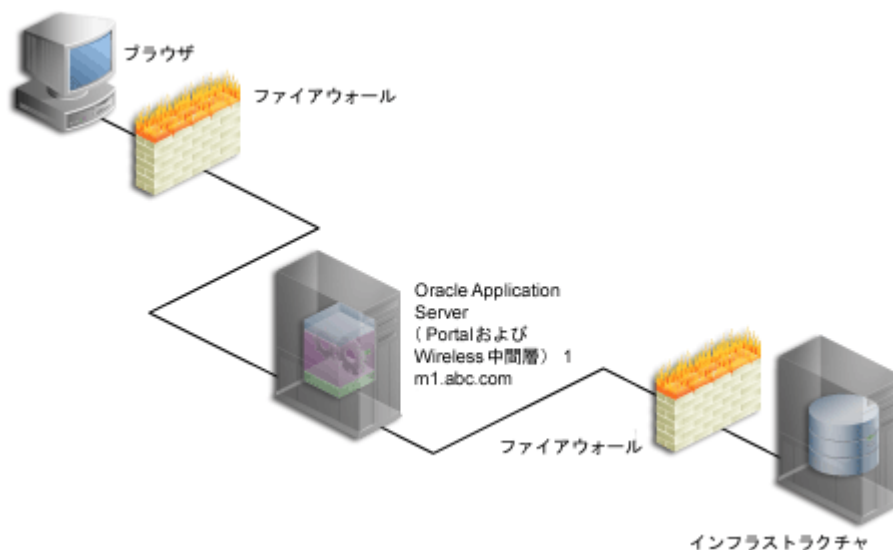 ブラウザ
ファイアウォール
Oracle Application
Server
(Portalおよび
Wireless 中間層) 1
m1.abc.com
ファイアウォール
インフラストラクチャ